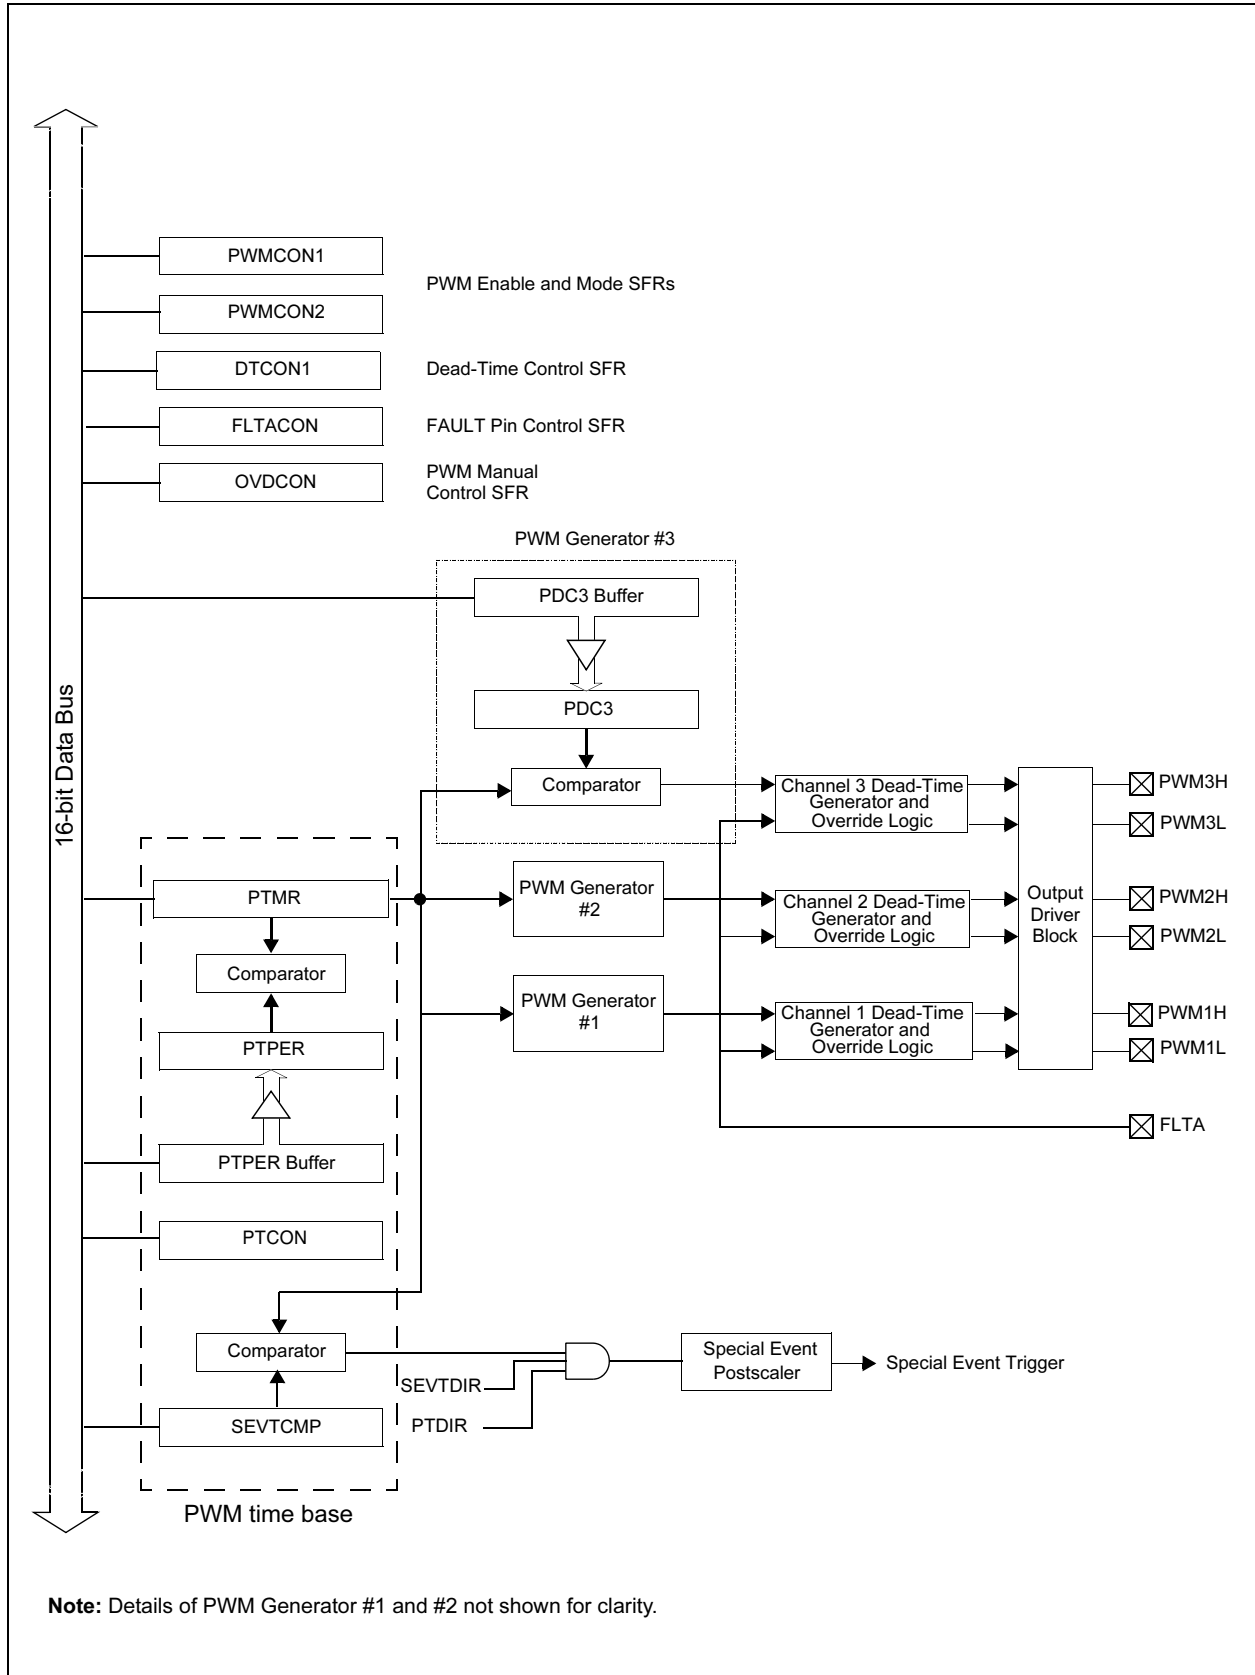 PWMCON1
PWM Enable and Mode SFRs
PWMCON2
DTCON1
Dead-Time Control SFR
FLTACON
FAULT Pin Control SFR
OVDCON
PWM Manual
Control SFR
PWM Generator #3
PDC3 Buffer
PDC3
Comparator
16-bit Data Bus
Channel 3 Dead-Time
Generator and
Override Logic
PWM3H
PWM3L
PTMR
PWM Generator
#2
Channel 2 Dead-Time
Generator and
Override Logic
Output
Driver
Block
PWM2H
PWM2L
Comparator
PWM Generator
#1
Channel 1 Dead-Time
Generator and
Override Logic
PWM1H
PWM1L
PTPER
FLTA
PTPER Buffer
PTCON
Comparator
SEVTDIR
PTDIR
Special Event
Postscaler
Special Event Trigger
SEVTCMP
PWM time base
Note: Details of PWM Generator #1 and #2 not shown for clarity.